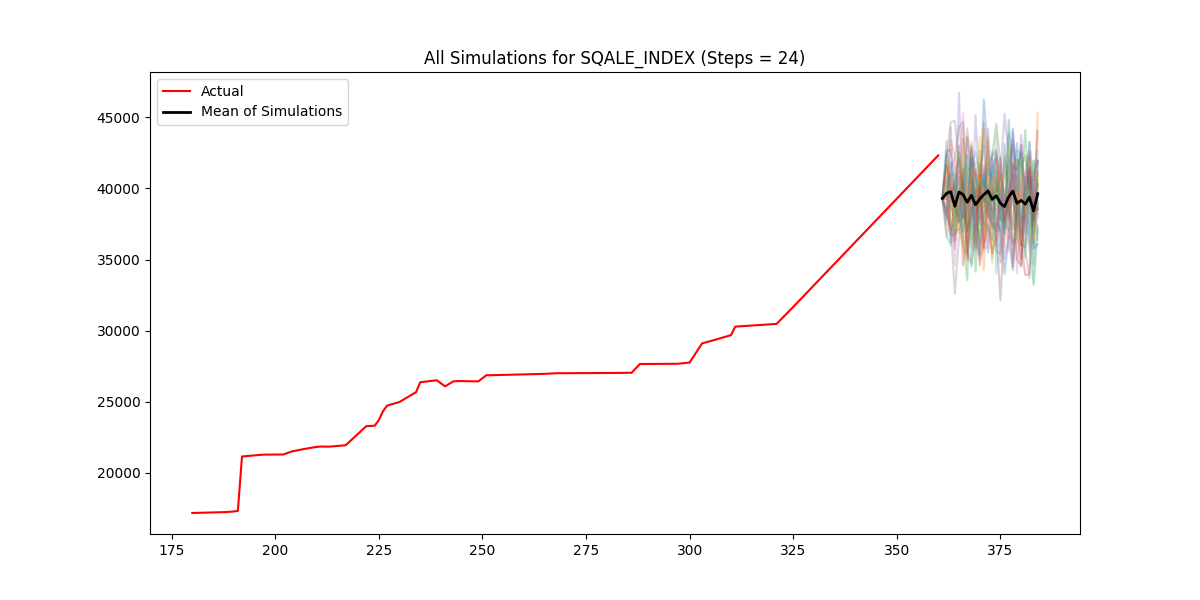 All Simulations for SQALE_INDEX (Steps = 24)
Actual
Mean of Simulations
45000
40000
35000
30000
25000
20000
175 200 225 250 275 300 325 350 375